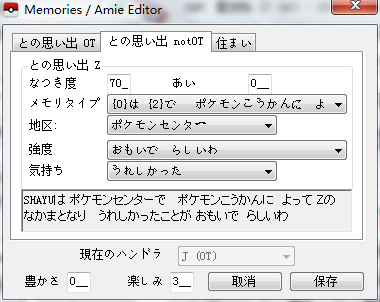 Memories / Amie Editor
との思い出 OT との思い出 notOT 住まい
との思い出 Z
なつき度 70_ あい 0__
メモリタイプ {0}は {2}で ポケモンこうかんに よ
地区: ポケモンセンター
強度 おもいで らしいわ
気持ち うれしかった
SHAYUは ポケモンセンターで ポケモンこうかんに よって Zの
なかまとなり うれしかったことが おもいで らしいわ
現在のハンドラ J (OT)
豊かさ 0__ 楽しみ 3__ 取消 保存